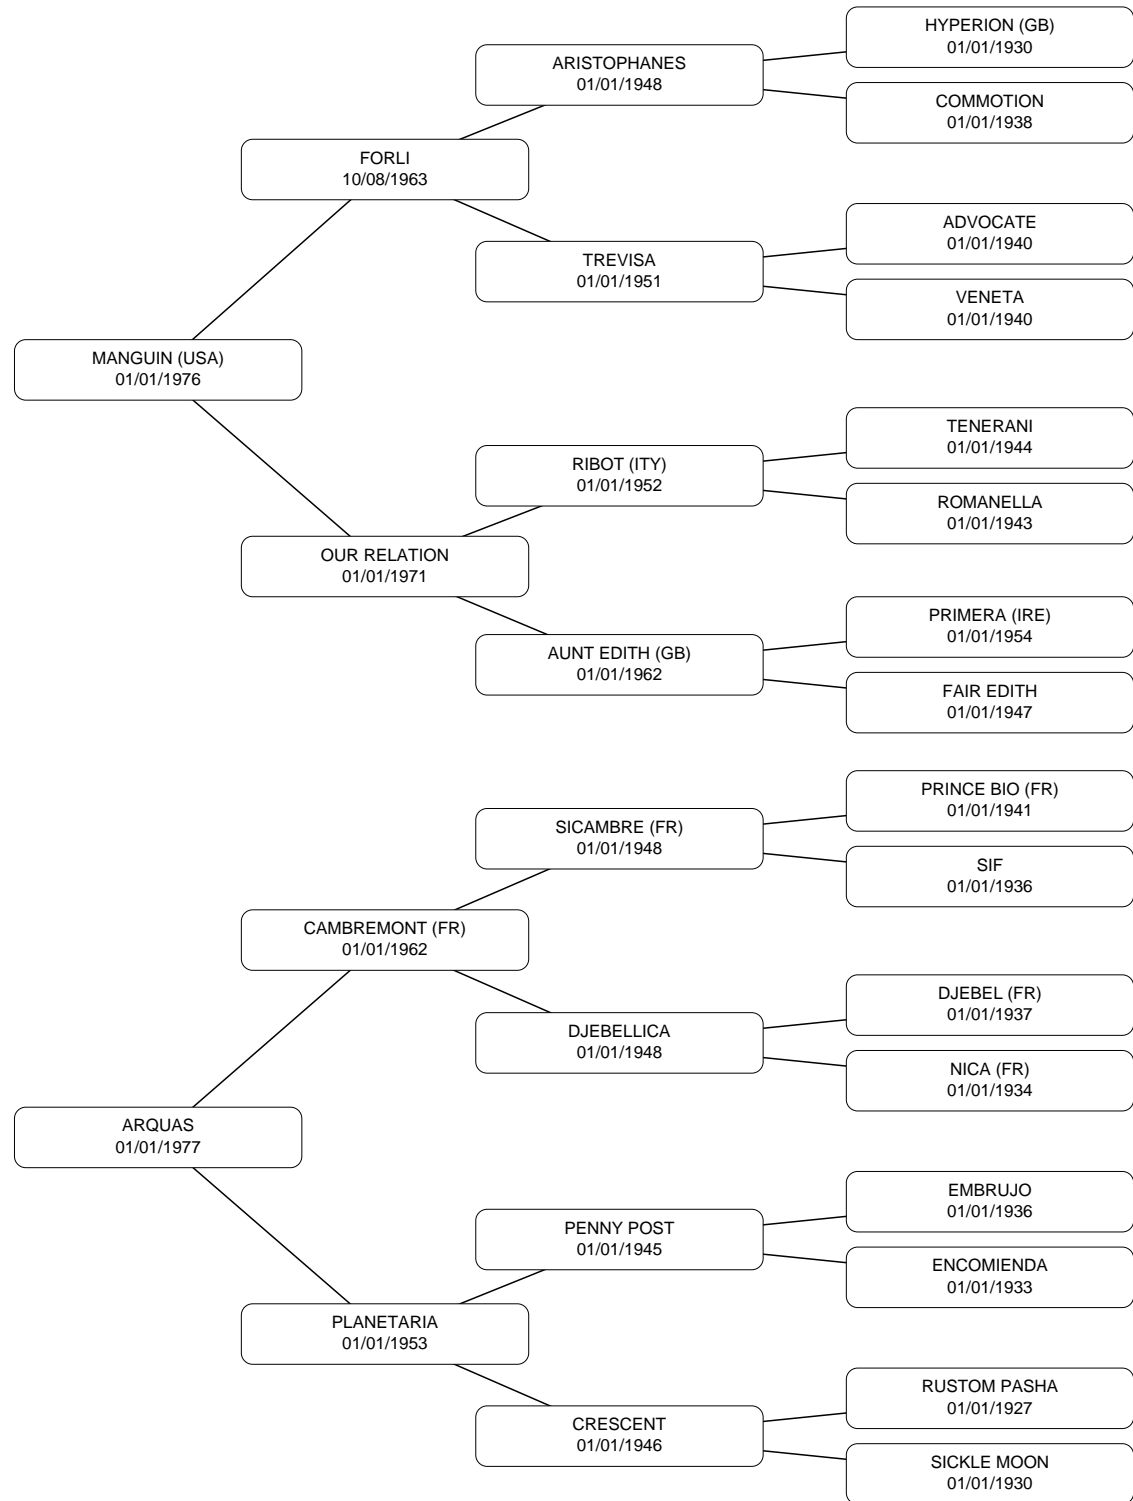 HYPERION (GB)
01/01/1930
ARISTOPHANES
01/01/1948
COMMOTION
01/01/1938
FORLI
10/08/1963
ADVOCATE
01/01/1940
TREVISA
01/01/1951
VENETA
01/01/1940
MANGUIN (USA)
01/01/1976
TENERANI
01/01/1944
RIBOT (ITY)
01/01/1952
ROMANELLA
01/01/1943
OUR RELATION
01/01/1971
PRIMERA (IRE)
01/01/1954
AUNT EDITH (GB)
01/01/1962
FAIR EDITH
01/01/1947
PRINCE BIO (FR)
01/01/1941
SICAMBRE (FR)
01/01/1948
SIF
01/01/1936
CAMBREMONT (FR)
01/01/1962
DJEBEL (FR)
01/01/1937
DJEBELLICA
01/01/1948
NICA (FR)
01/01/1934
ARQUAS
01/01/1977
EMBRUJO
01/01/1936
PENNY POST
01/01/1945
ENCOMIENDA
01/01/1933
PLANETARIA
01/01/1953
RUSTOM PASHA
01/01/1927
CRESCENT
01/01/1946
SICKLE MOON
01/01/1930